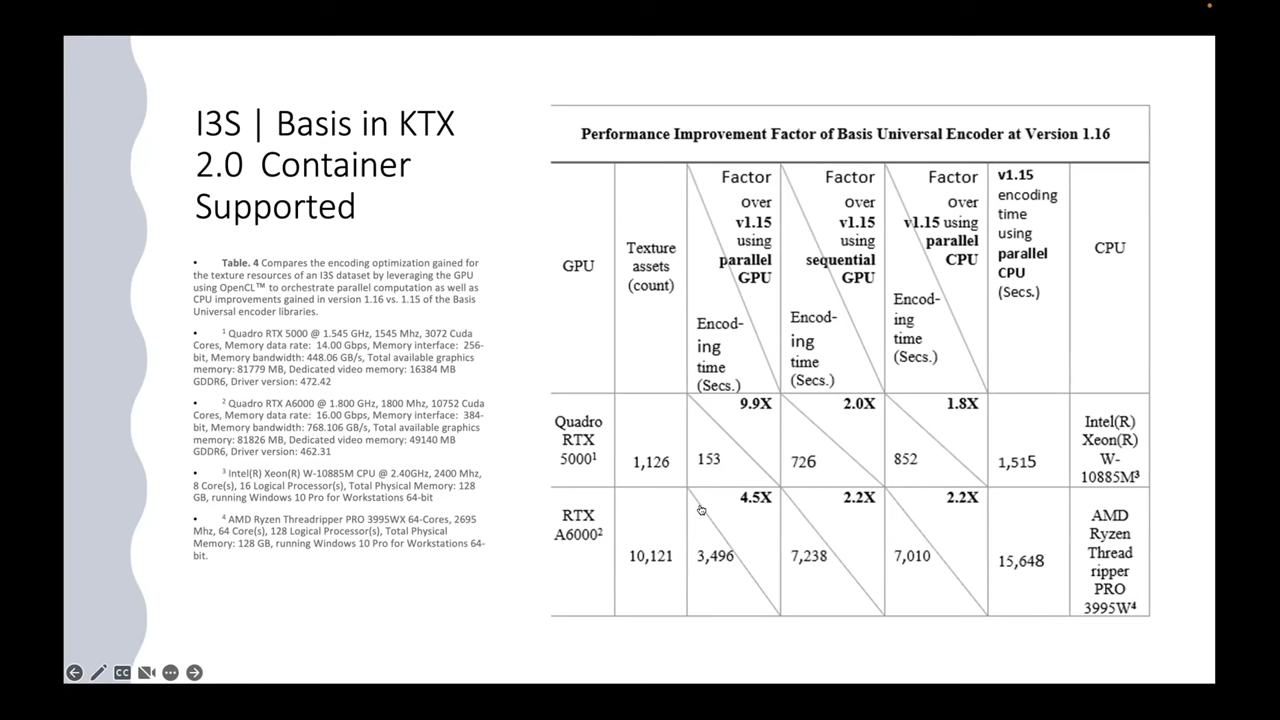 I3S | Basis in KTX
2.0 Container
Supported
• Table. 4 Compares the encoding optimization gained for
the texture resources of an I3S dataset by leveraging the GPU
using OpenCL™ to orchestrate parallel computation as well as
CPU improvements gained in version 1.16 vs. 1.15 of the Basis
Universal encoder libraries.
• ¹ Quadro RTX 5000 @ 1.545 GHz, 1545 Mhz, 3072 Cuda
Cores, Memory data rate: 14.00 Gbps, Memory interface: 256-
bit, Memory bandwidth: 448.06 GB/s, Total available graphics
memory: 81779 MB, Dedicated video memory: 16384 MB
GDDR6, Driver version: 472.42
• ² Quadro RTX A6000 @ 1.800 GHz, 1800 Mhz, 10752 Cuda
Cores, Memory data rate: 16.00 Gbps, Memory interface: 384-
bit, Memory bandwidth: 768.106 GB/s, Total available graphics
memory: 81826 MB, Dedicated video memory: 49140 MB
GDDR6, Driver version: 462.31
• ³ Intel(R) Xeon(R) W-10885M CPU @ 2.40GHz, 2400 Mhz,
8 Core(s), 16 Logical Processor(s), Total Physical Memory: 128
GB, running Windows 10 Pro for Workstations 64-bit
• ⁴ AMD Ryzen Threadripper PRO 3995WX 64-Cores, 2695
Mhz, 64 Core(s), 128 Logical Processor(s), Total Physical
Memory: 128 GB, running Windows 10 Pro for Workstations 64-
bit.
Performance Improvement Factor of Basis Universal Encoder at Version 1.16
GPU
Texture
assets
(count)
Factor
over
v1.15
using
parallel
GPU
Encod-
ing
time
(Secs.)
Factor
over
v1.15
using
sequential
GPU
Encod-
ing
time
(Secs.)
Factor
Over
v1.15 using
parallel
CPU
Encod-
ing
time
(Secs.)
v1.15
encoding
time
using
parallel
CPU
(Secs.)
CPU
Quadro
RTX
5000¹
1,126
9.9X
153
2.0X
726
1.8X
852
1,515
Intel(R)
Xeon(R)
W-
10885M³
RTX
A6000²
10,121
4.5X
3,496
2.2X
7,238
2.2X
7,010
15,648
AMD
Ryzen
Thread
ripper
PRO
3995W⁴
CC